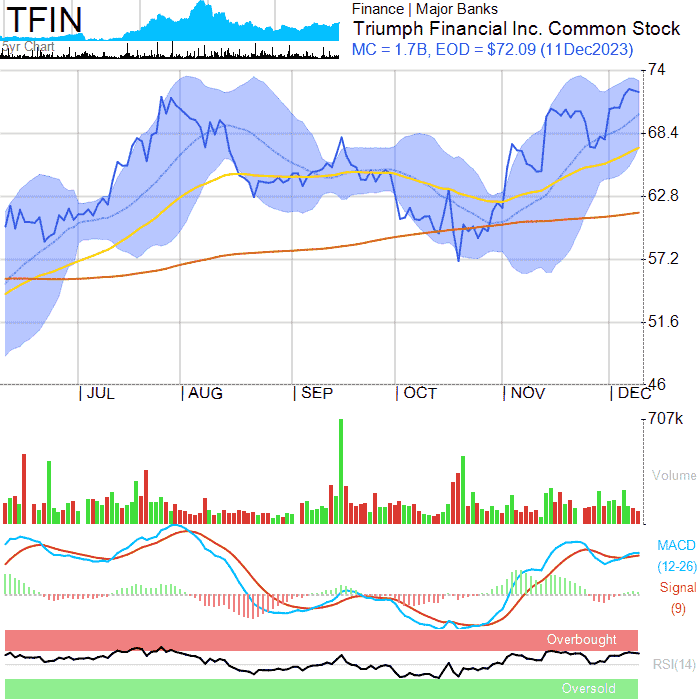 TFIN
5yr Chart
Finance | Major Banks
Triumph Financial Inc. Common Stock
MC = 1.7B, EOD = $72.09 (11Dec2023)
74
68.4
62.8
57.2
51.6
46
| JUL | AUG | SEP | OCT | NOV | DEC
707k
Volume
MACD
(12-26)
Signal
(9)
Overbought
RSI(14)
Oversold